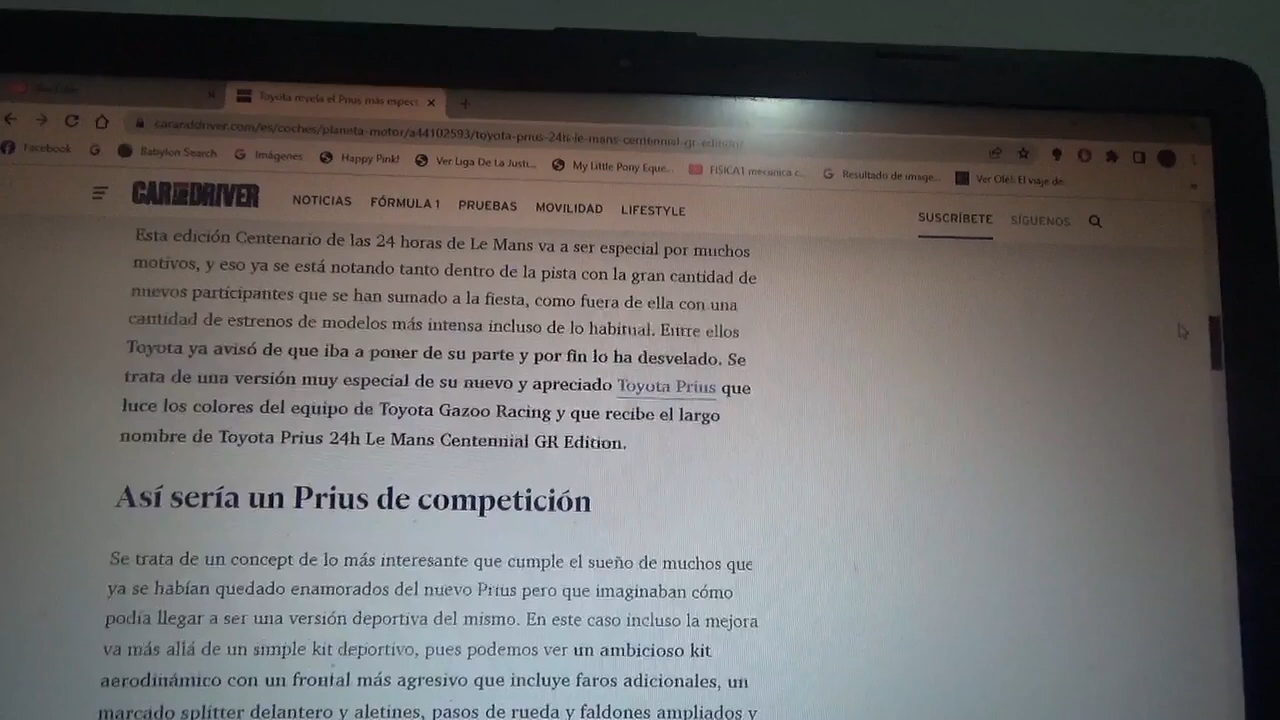 Toyota revela el Prius más espec
caranddriver.com/es/coches/planeta-motor/a44102593/toyota-prius-24h-le-mans-centennial-gr-edition/
Facebook
Babylon Search
Imágenes
Happy Pink!
Ver Liga De La Justi...
My Little Pony Eque...
FISICA1 mecanica c...
Resultado de image...
Ver Olé!: El viaje de
CAR AND DRIVER
NOTICIAS FÓRMULA 1 PRUEBAS MOVILIDAD LIFESTYLE
SUSCRÍBETE SÍGUENOS
Esta edición Centenario de las 24 horas de Le Mans va a ser especial por muchos
motivos, y eso ya se está notando tanto dentro de la pista con la gran cantidad de
nuevos participantes que se han sumado a la fiesta, como fuera de ella con una
cantidad de estrenos de modelos más intensa incluso de lo habitual. Entre ellos
Toyota ya avisó de que iba a poner de su parte y por fin lo ha desvelado. Se
trata de una versión muy especial de su nuevo y apreciado Toyota Prius que
luce los colores del equipo de Toyota Gazoo Racing y que recibe el largo
nombre de Toyota Prius 24h Le Mans Centennial GR Edition.
Así sería un Prius de competición
Se trata de un concept de lo más interesante que cumple el sueño de muchos que
ya se habían quedado enamorados del nuevo Prius pero que imaginaban cómo
podía llegar a ser una versión deportiva del mismo. En este caso incluso la mejora
va más allá de un simple kit deportivo, pues podemos ver un ambicioso kit
aerodinámico con un frontal más agresivo que incluye faros adicionales, un
marcado splitter delantero y aletines, pasos de rueda y faldones ampliados y